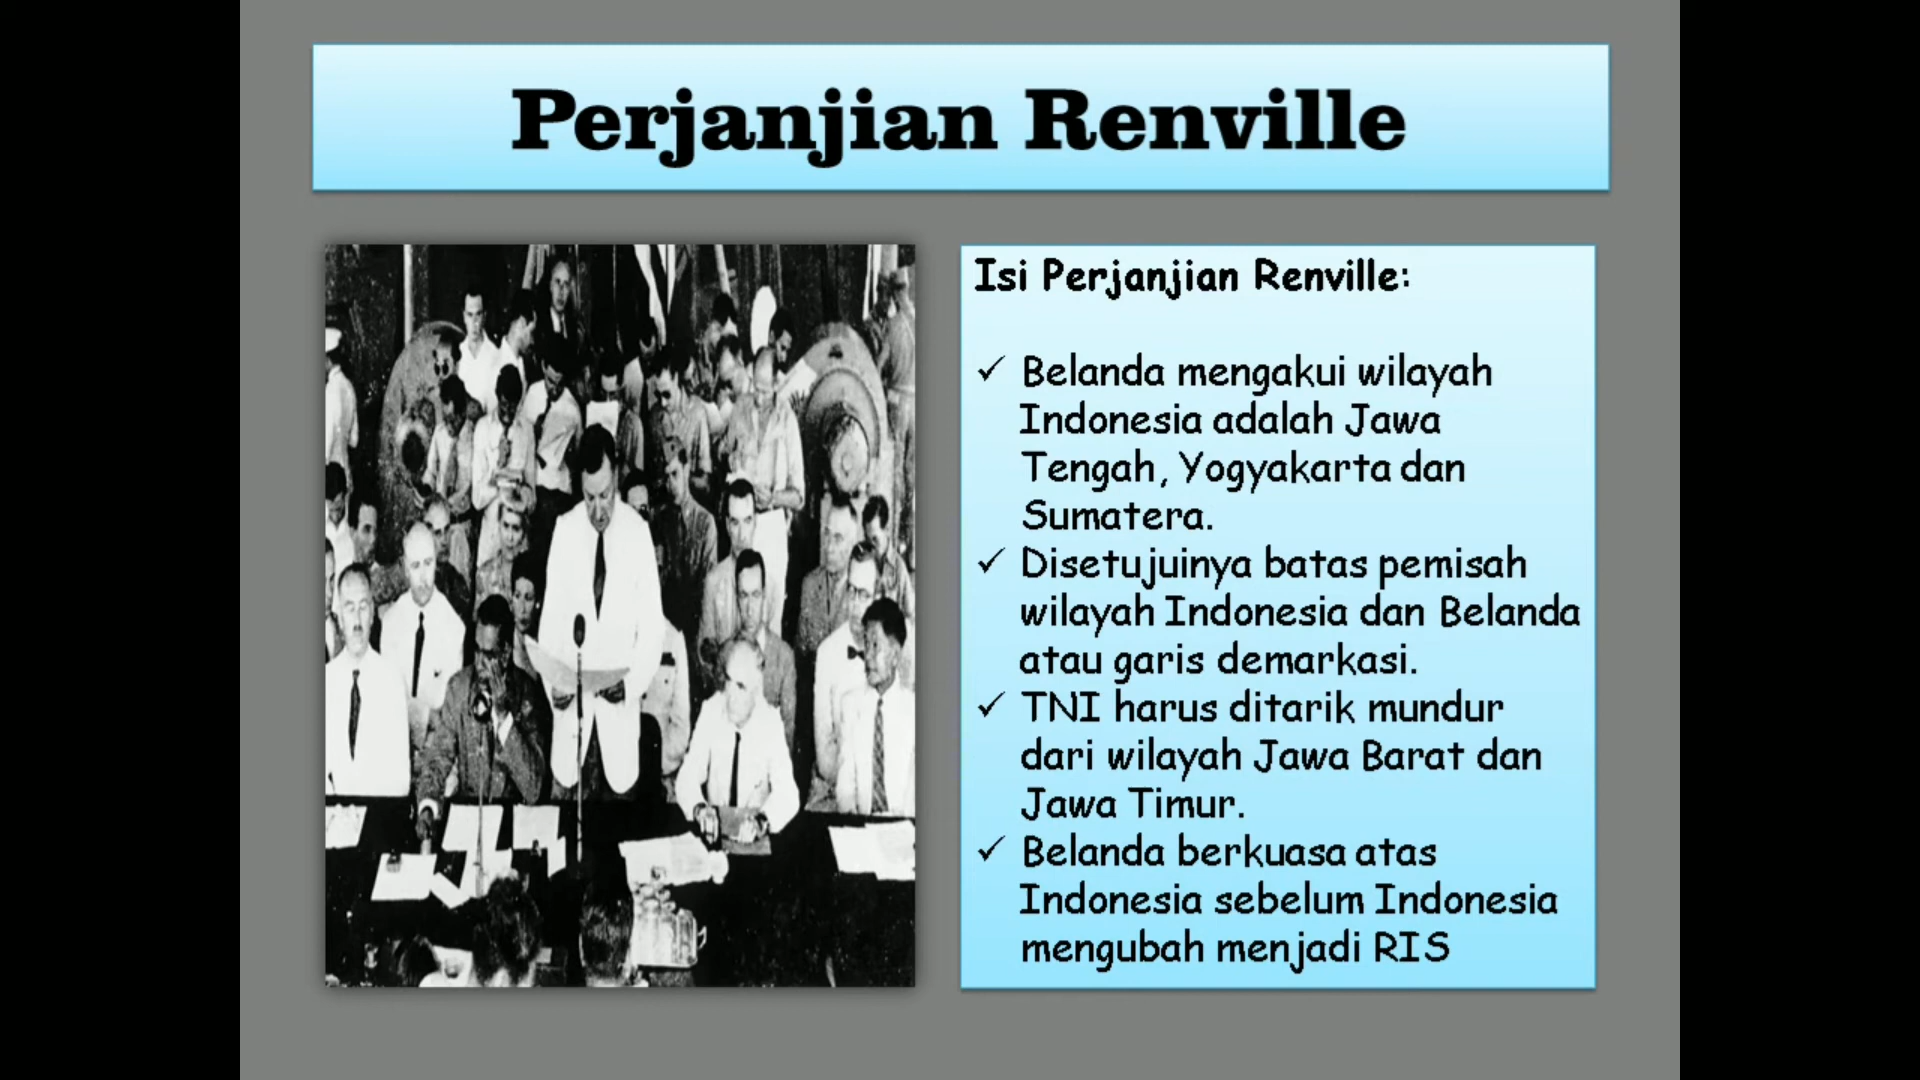 Perjanjian Renville
Isi Perjanjian Renville:
✓ Belanda mengakui wilayah
Indonesia adalah Jawa
Tengah, Yogyakarta dan
Sumatera.
✓ Disetujuinya batas pemisah
wilayah Indonesia dan Belanda
atau garis demarkasi.
✓ TNI harus ditarik mundur
dari wilayah Jawa Barat dan
Jawa Timur.
✓ Belanda berkuasa atas
Indonesia sebelum Indonesia
mengubah menjadi RIS